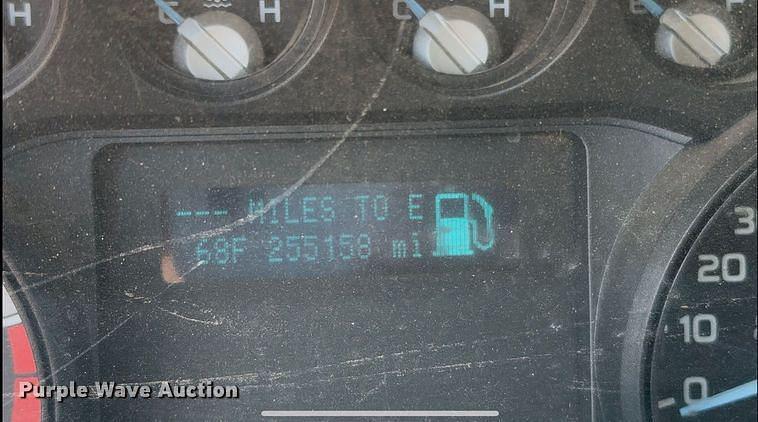 H
C H
C H
E F
--- MILES TO E
68F 255158 mi
30
20
10
0
Purple Wave Auction